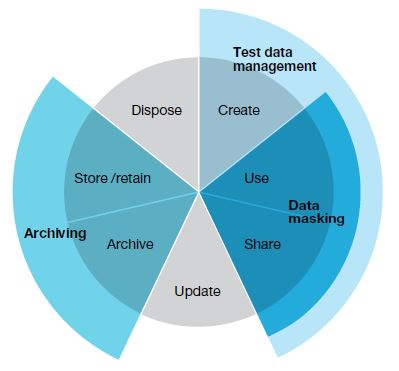 Test data
management
Dispose
Create
Store/retain
Use
Data
masking
Archiving
Archive
Share
Update